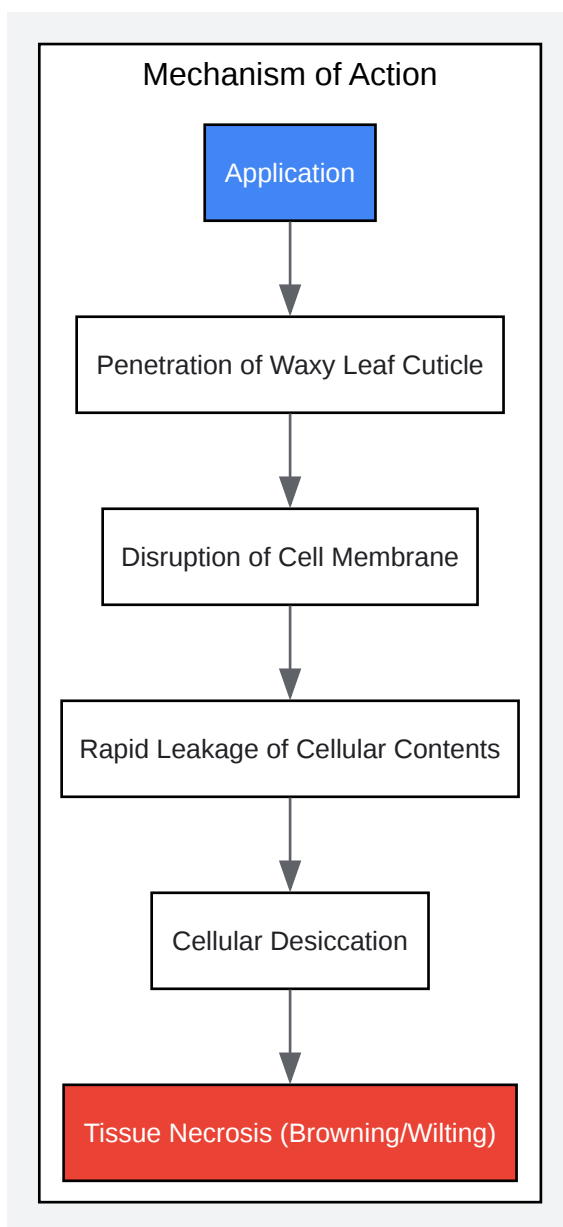 Mechanism of Action
Application
Penetration of Waxy Leaf Cuticle
Disruption of Cell Membrane
Rapid Leakage of Cellular Contents
Cellular Desiccation
Tissue Necrosis (Browning/Wilting)